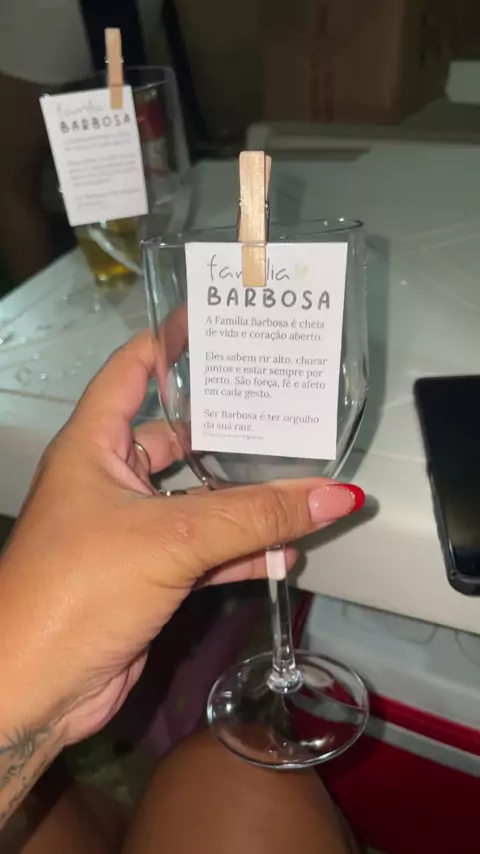 família
BARBOSA
A Família Barbosa é cheia
de vida e coração aberto.
Eles sabem rir alto, chorar
juntos e estar sempre por
perto. São força, fé e afeto
em cada gesto.
Ser Barbosa é ter orgulho
da sua raiz.
família
BARBOSA